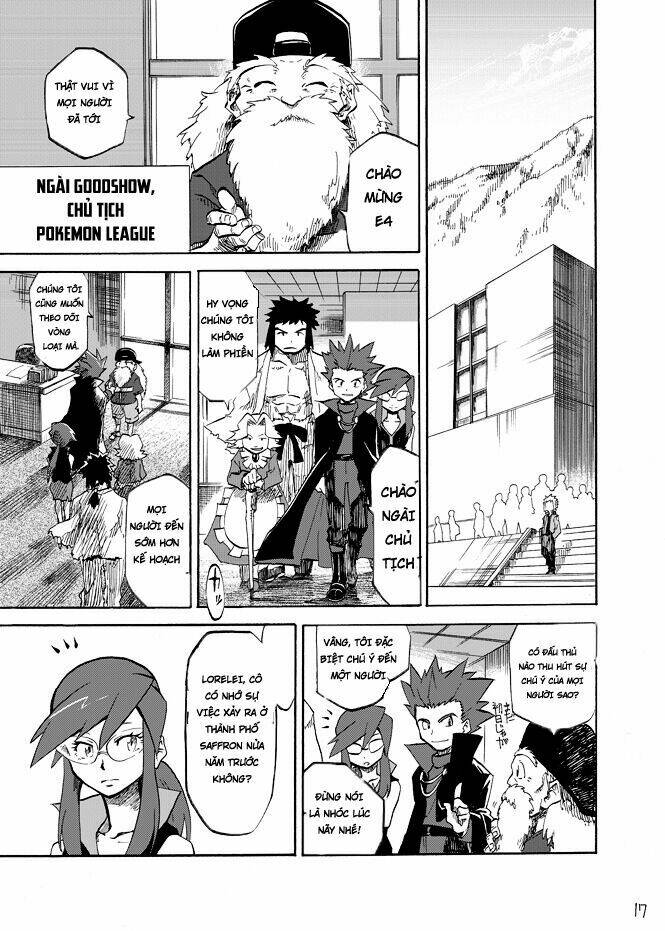 CHÀO
MỪNG
E4
THẬT VUI VÌ
MỌI NGƯỜI
ĐÃ TỚI
NGÀI GOODSHOW,
CHỦ TỊCH
POKEMON LEAGUE
HY VỌNG
CHÚNG TÔI
KHÔNG
LÀM PHIỀN
CHÀO
NGÀI CHỦ
TỊCH
CHÚNG TÔI
CŨNG MUỐN
THEO DÕI
VÒNG
LOẠI MÀ.
MỌI
NGƯỜI ĐẾN
SỚM HƠN
KẾ HOẠCH
CÓ ĐẤU THỦ
NÀO THU HÚT SỰ
CHÚ Ý CỦA MỌI
NGƯỜI SAO?
VÂNG, TÔI ĐẶC
BIỆT CHÚ Ý ĐẾN
MỘT NGƯỜI
ĐỪNG NÓI
LÀ NHÓC LÚC
NÃY NHÉ!
LORELEI, CÔ
CÓ NHỚ SỰ
VIỆC XẢY RA Ở
THÀNH PHỐ
SAFFRON NỬA
NĂM TRƯỚC
KHÔNG?
17